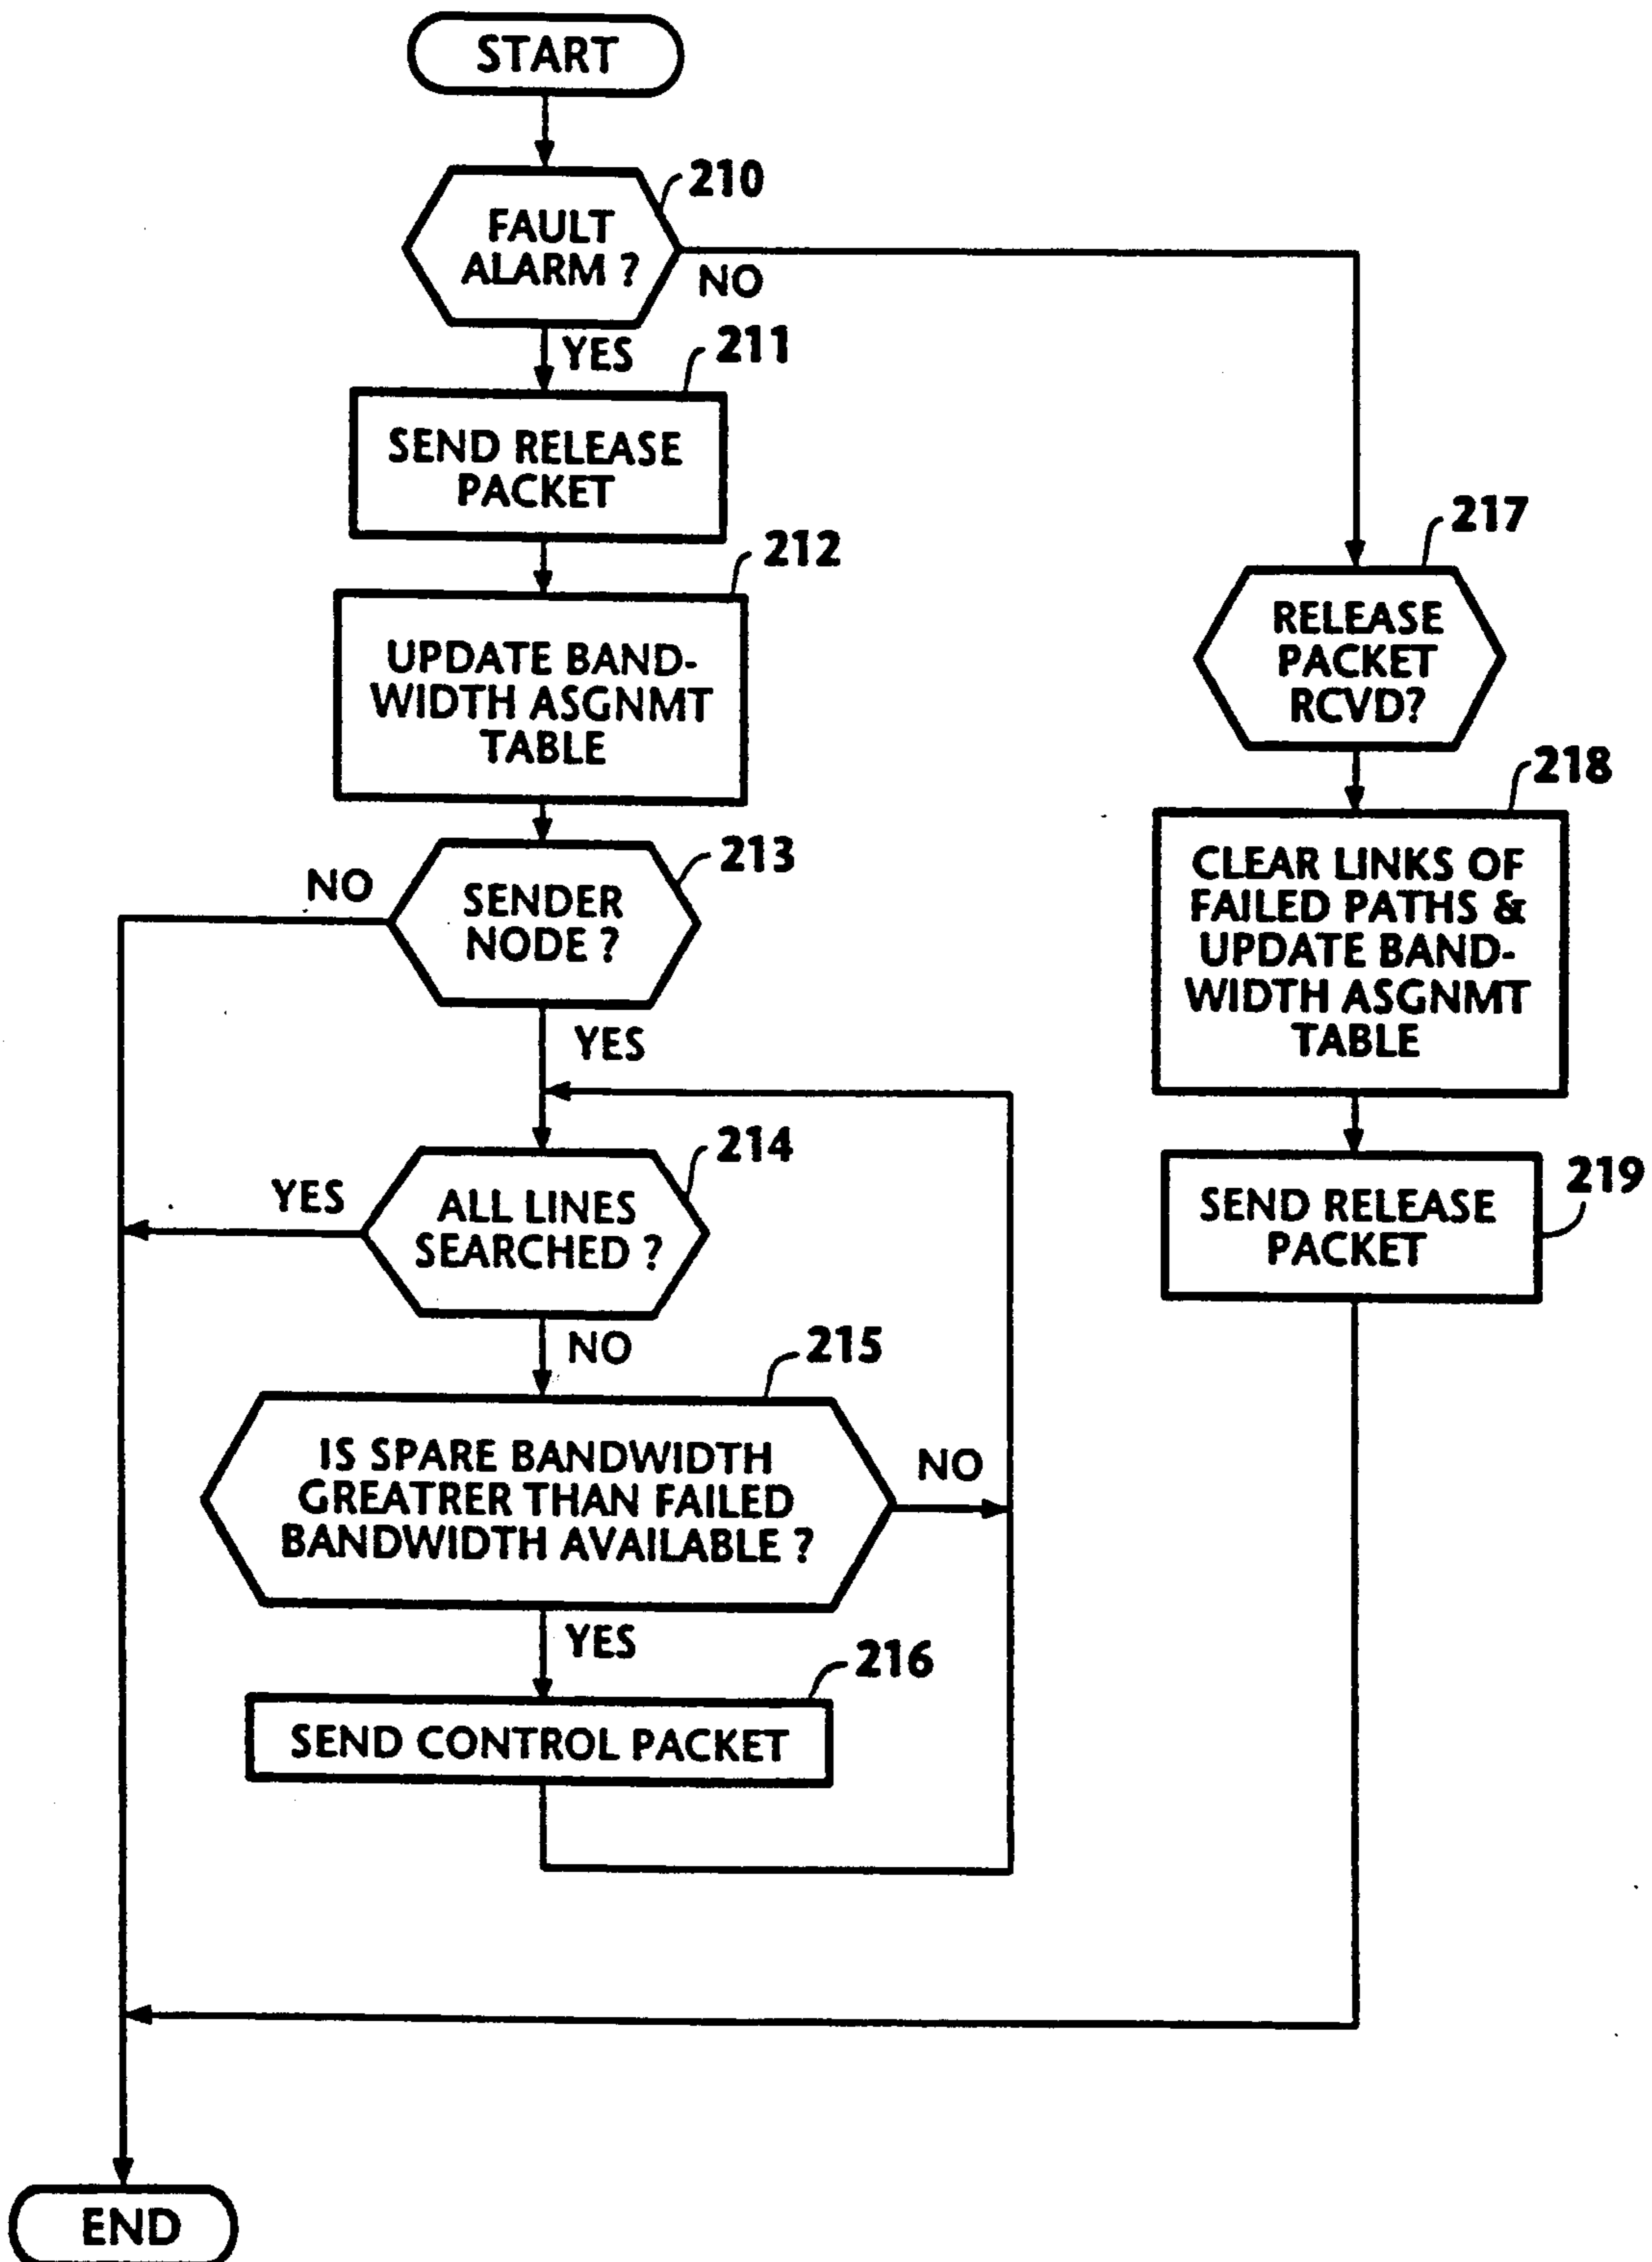 START
210
FAULT
ALARM ?
NO
YES
211
SEND RELEASE
PACKET
212
UPDATE BAND-
WIDTH ASGNMT
TABLE
213
NO
SENDER
NODE ?
YES
214
YES
ALL LINES
SEARCHED ?
NO
215
IS SPARE BANDWIDTH
GREATRER THAN FAILED
BANDWIDTH AVAILABLE ?
NO
YES
216
SEND CONTROL PACKET
217
RELEASE
PACKET
RCVD?
218
CLEAR LINKS OF
FAILED PATHS &
UPDATE BAND-
WIDTH ASGNMT
TABLE
219
SEND RELEASE
PACKET
END